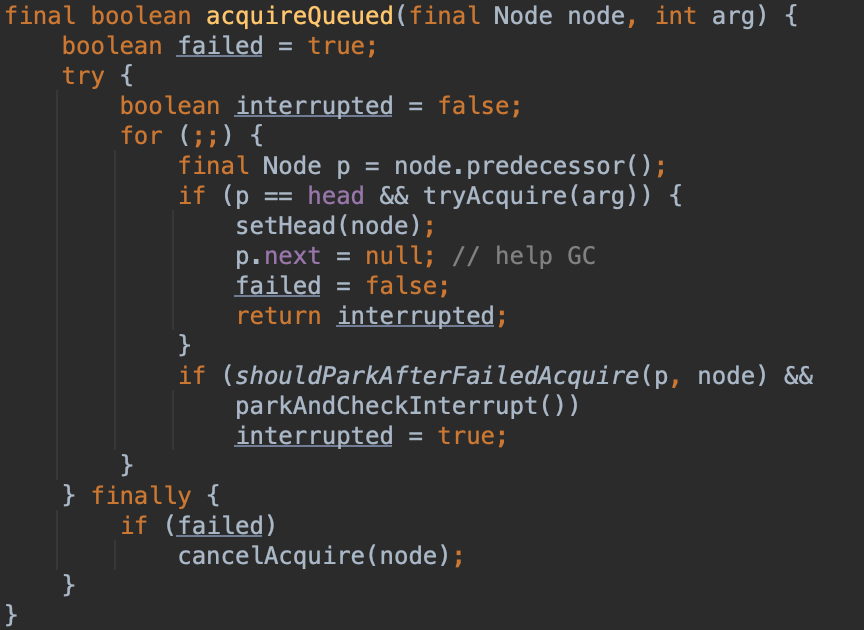 final boolean acquireQueued(final Node node, int arg) {
    boolean failed = true;
    try {
        boolean interrupted = false;
        for (;;) {
            final Node p = node.predecessor();
            if (p == head && tryAcquire(arg)) {
                setHead(node);
                p.next = null; // help GC
                failed = false;
                return interrupted;
            }
            if (shouldParkAfterFailedAcquire(p, node) &&
                parkAndCheckInterrupt())
                interrupted = true;
        }
    } finally {
        if (failed)
            cancelAcquire(node);
    }
}